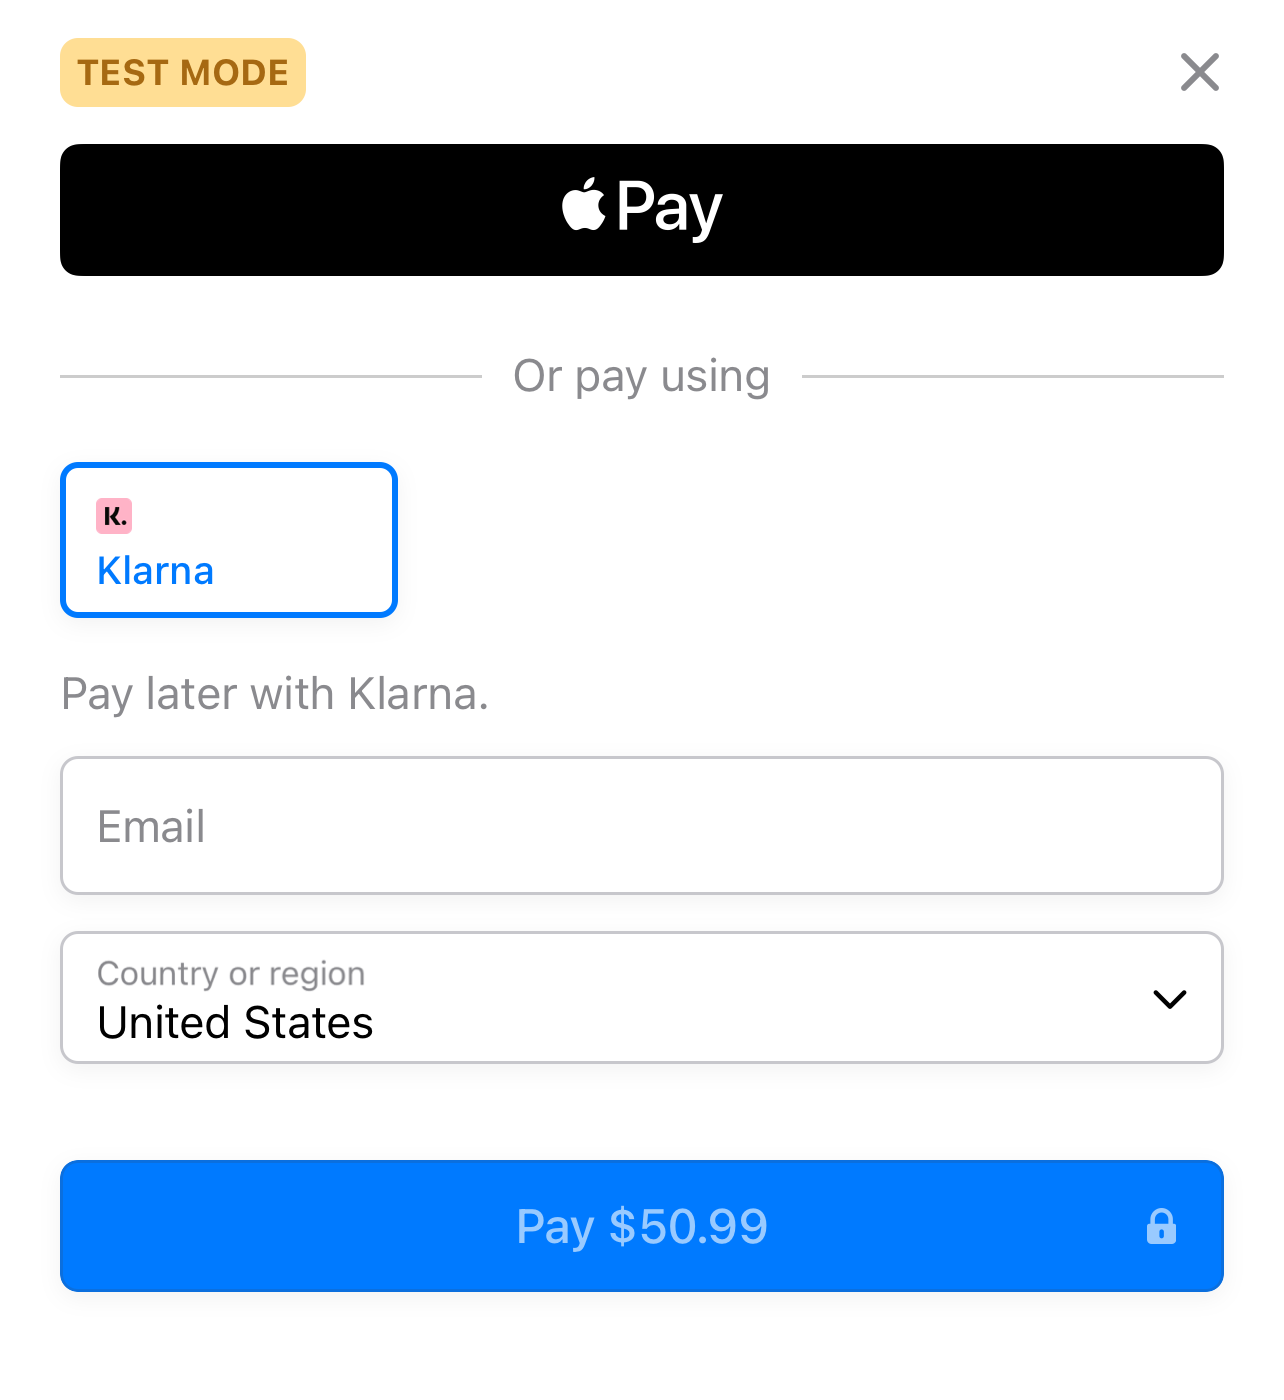 TEST MODE
Pay
Or pay using
K.
Klarna
Pay later with Klarna.
Email
Country or region
United States
Pay $50.99